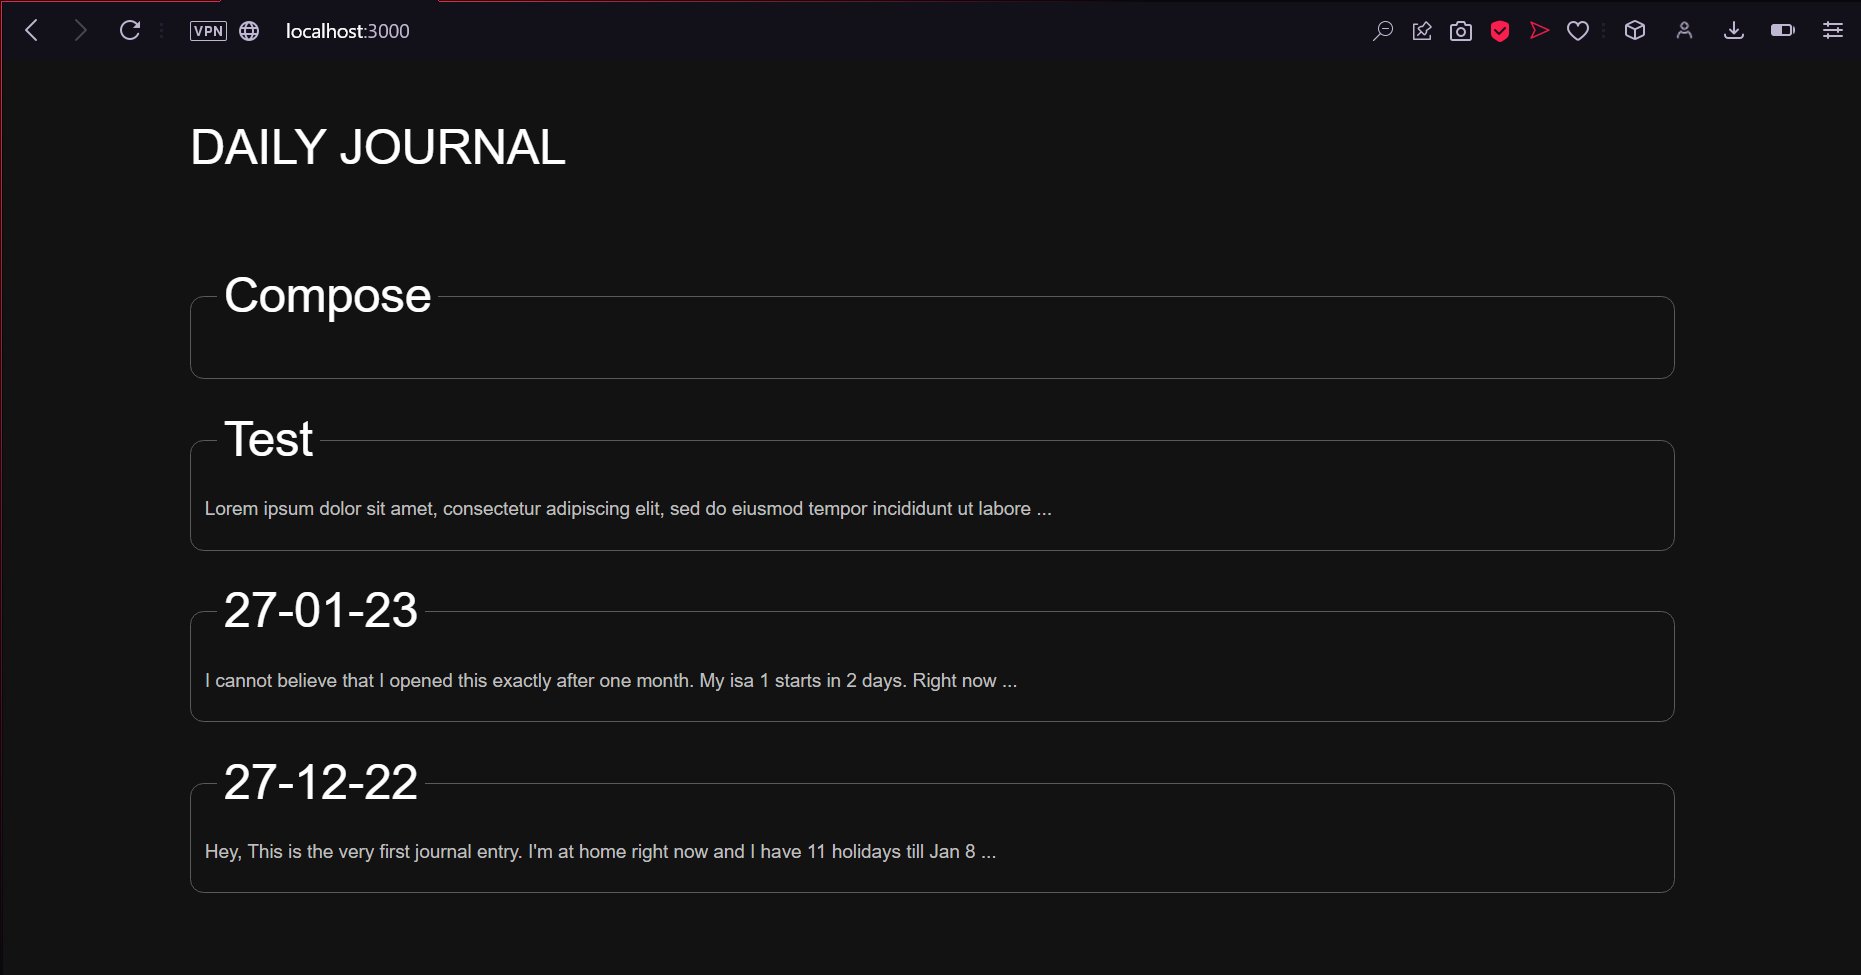 VPN localhost:3000
DAILY JOURNAL
Compose
Test
Lorem ipsum dolor sit amet, consectetur adipiscing elit, sed do eiusmod tempor incididunt ut labore ...
27-01-23
I cannot believe that I opened this exactly after one month. My isa 1 starts in 2 days. Right now ...
27-12-22
Hey, This is the very first journal entry. I'm at home right now and I have 11 holidays till Jan 8 ...